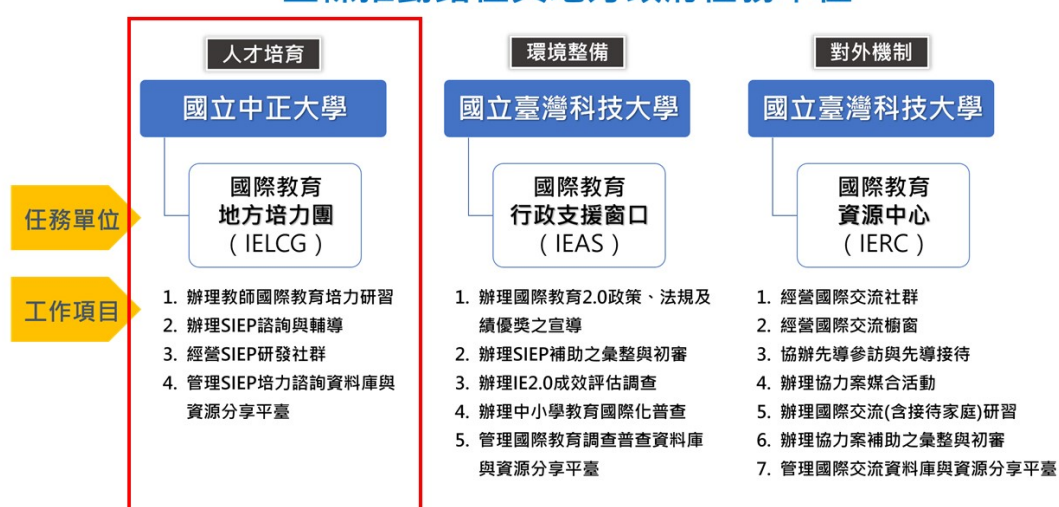 人才培育
國立中正大學
國際教育
地方培力團
（IELCG）
環境整備
國立臺灣科技大學
國際教育
行政支援窗口
（IEAS）
對外機制
國立臺灣科技大學
國際教育
資源中心
（IERC）
任務單位
工作項目
1. 辦理教師國際教育培力研習
2. 辦理SIEP諮詢與輔導
3. 經營SIEP研發社群
4. 管理SIEP培力諮詢資料庫與
資源分享平臺
1. 辦理國際教育2.0政策、法規及
績優獎之宣導
2. 辦理SIEP補助之彙整與初審
3. 辦理IE2.0成效評估調查
4. 辦理中小學教育國際化普查
5. 管理國際教育調查普查資料庫
與資源分享平臺
1. 經營國際交流社群
2. 經營國際交流櫥窗
3. 協辦先導參訪與先導接待
4. 辦理協力案媒合活動
5. 辦理國際交流(含接待家庭)研習
6. 辦理協力案補助之彙整與初審
7. 管理國際交流資料庫與資源分享平臺